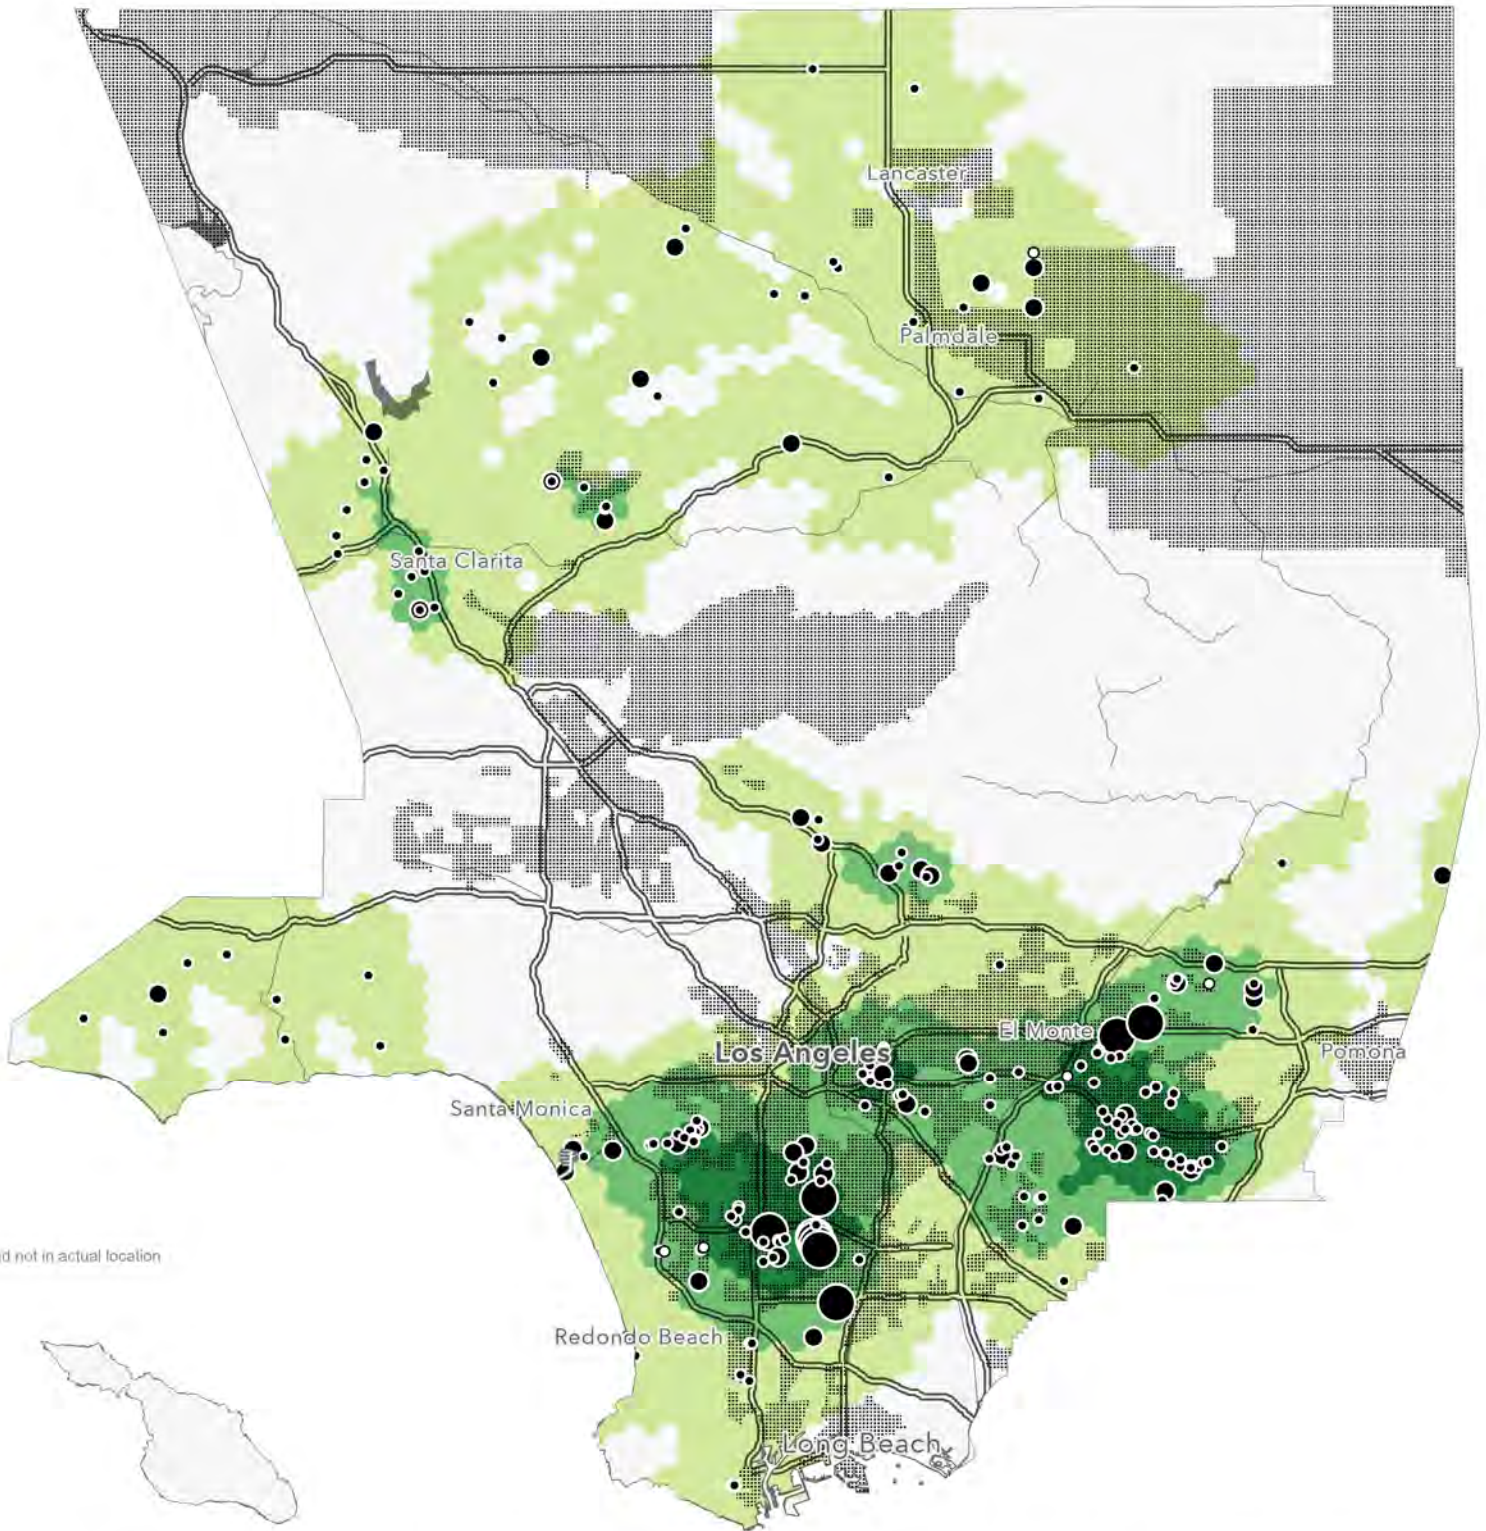 Lancaster
Palmdale
Santa Clarita
El Monte
Los Angeles
Pomona
Santa Monica
not in actual location
Redondo Beach
Long Beach